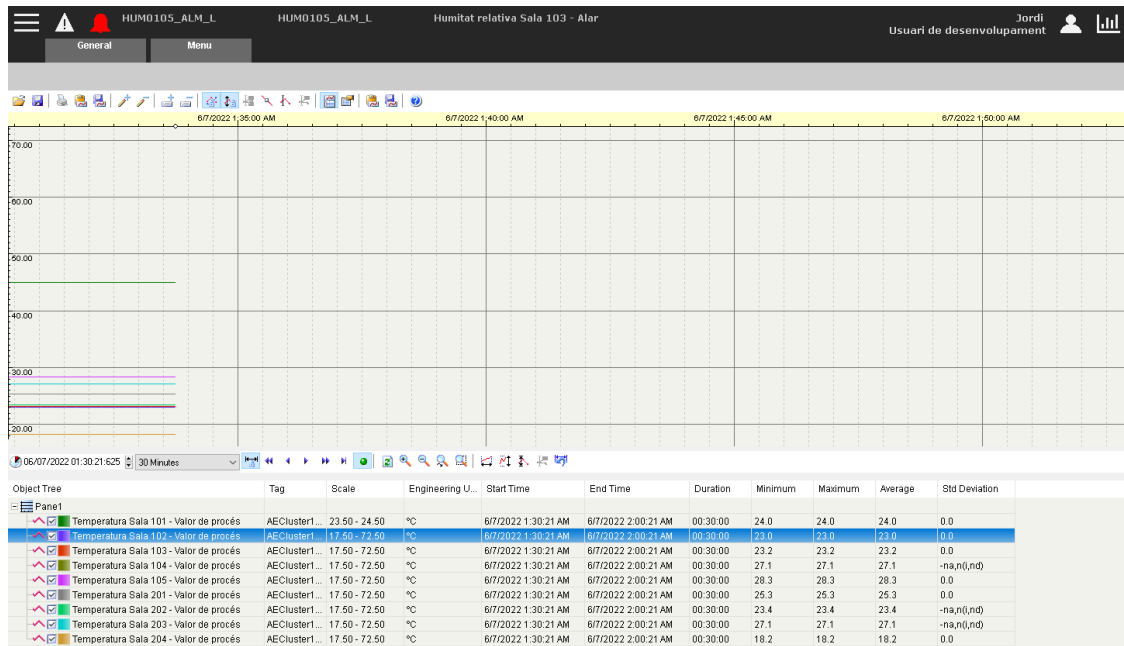 HUM0105_ALM_L HUM0105_ALM_L Humitat relativa Sala 103 - Alar Jordi
Usuari de desenvolupament
General Menu
6/7/2022 1:35:00 AM 6/7/2022 1:40:00 AM 6/7/2022 1:45:00 AM 6/7/2022 1:50:00 AM
70.00
60.00
50.00
40.00
30.00
20.00
06/07/2022 01:30:21:625 30 Minutes
Object Tree Tag Scale Engineering U... Start Time End Time Duration Minimum Maximum Average Std Deviation
Pane1
Temperatura Sala 101 - Valor de procés AECluster1... 23.50 - 24.50 °C 6/7/2022 1:30:21 AM 6/7/2022 2:00:21 AM 00:30:00 24.0 24.0 24.0 0.0
Temperatura Sala 102 - Valor de procés AECluster1... 17.50 - 72.50 °C 6/7/2022 1:30:21 AM 6/7/2022 2:00:21 AM 00:30:00 23.0 23.0 23.0 0.0
Temperatura Sala 103 - Valor de procés AECluster1... 17.50 - 72.50 °C 6/7/2022 1:30:21 AM 6/7/2022 2:00:21 AM 00:30:00 23.2 23.2 23.2 0.0
Temperatura Sala 104 - Valor de procés AECluster1... 17.50 - 72.50 °C 6/7/2022 1:30:21 AM 6/7/2022 2:00:21 AM 00:30:00 27.1 27.1 27.1 -na,n(i,nd)
Temperatura Sala 105 - Valor de procés AECluster1... 17.50 - 72.50 °C 6/7/2022 1:30:21 AM 6/7/2022 2:00:21 AM 00:30:00 28.3 28.3 28.3 0.0
Temperatura Sala 201 - Valor de procés AECluster1... 17.50 - 72.50 °C 6/7/2022 1:30:21 AM 6/7/2022 2:00:21 AM 00:30:00 25.3 25.3 25.3 0.0
Temperatura Sala 202 - Valor de procés AECluster1... 17.50 - 72.50 °C 6/7/2022 1:30:21 AM 6/7/2022 2:00:21 AM 00:30:00 23.4 23.4 23.4 -na,n(i,nd)
Temperatura Sala 203 - Valor de procés AECluster1... 17.50 - 72.50 °C 6/7/2022 1:30:21 AM 6/7/2022 2:00:21 AM 00:30:00 27.1 27.1 27.1 -na,n(i,nd)
Temperatura Sala 204 - Valor de procés AECluster1... 17.50 - 72.50 °C 6/7/2022 1:30:21 AM 6/7/2022 2:00:21 AM 00:30:00 18.2 18.2 18.2 0.0